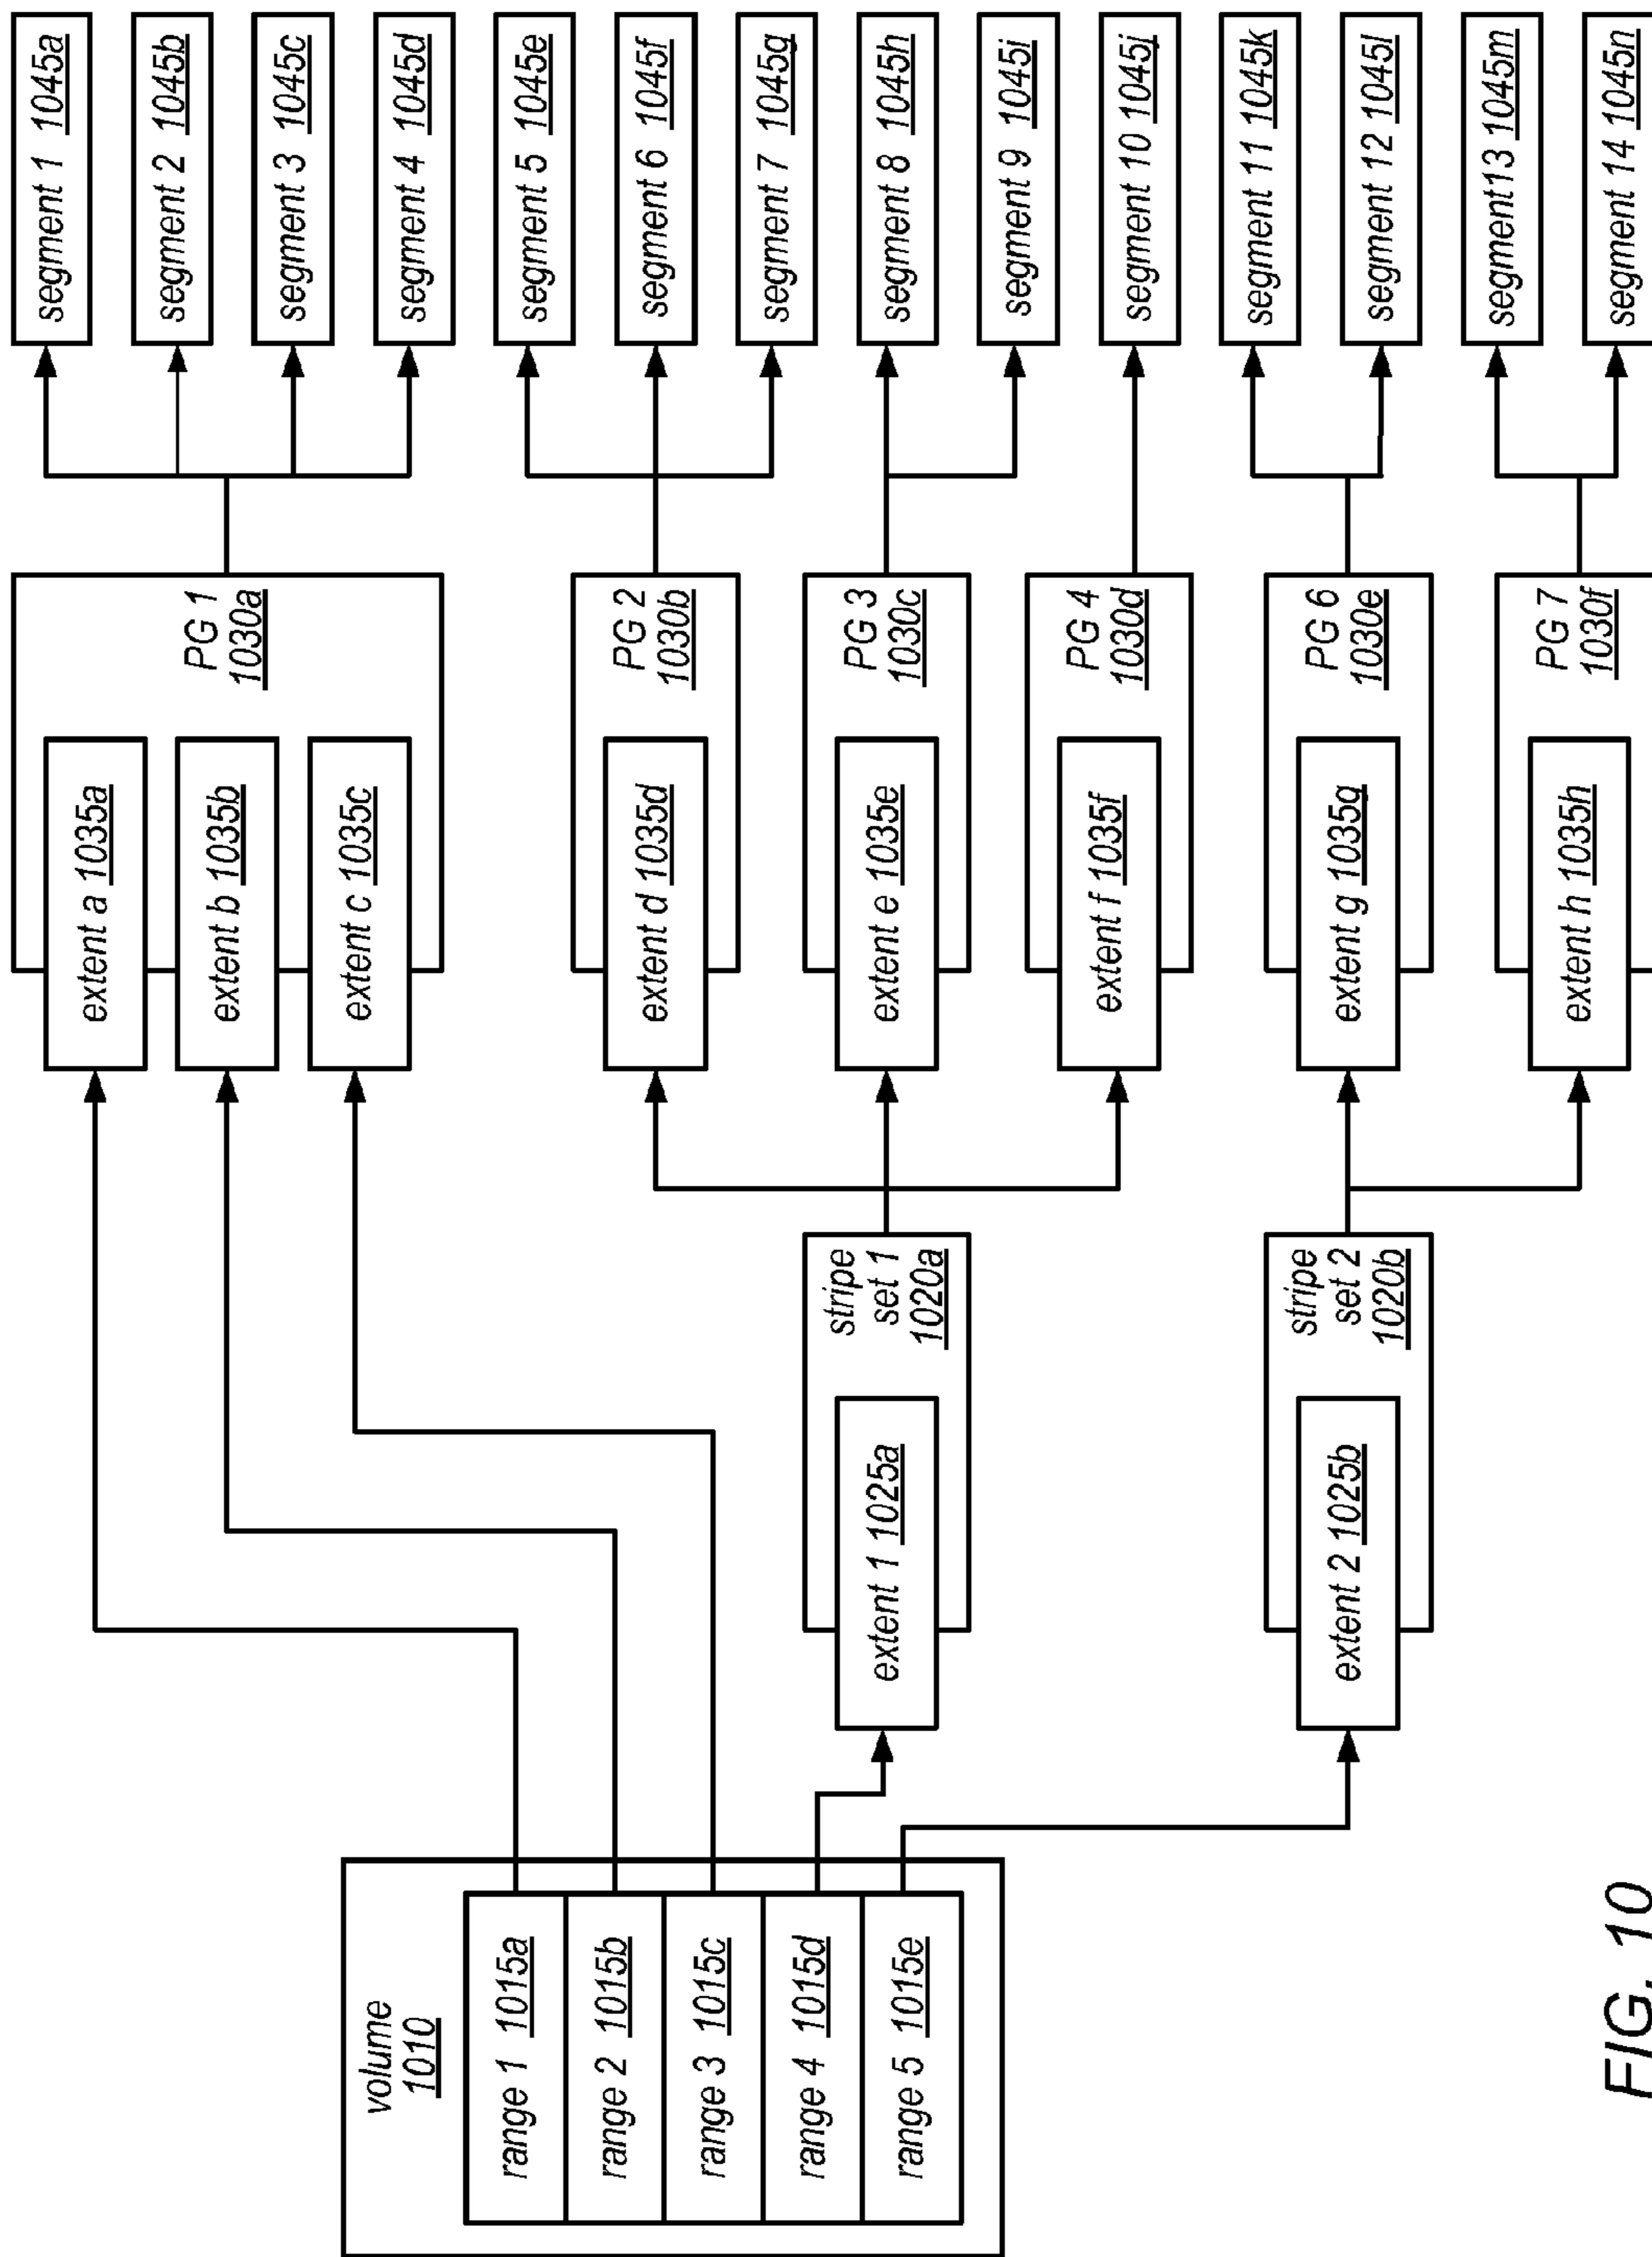 volume
1010
range 1 1015a
range 2 1015b
range 3 1015c
range 4 1015d
range 5 1015e
extent 1 1025a
stripe
set 1
1020a
extent 2 1025b
stripe
set 2
1020b
extent a 1035a
extent b 1035b
extent c 1035c
PG 1
1030a
extent d 1035d
PG 2
1030b
extent e 1035e
PG 3
1030c
extent f 1035f
PG 4
1030d
extent g 1035g
PG 6
1030e
extent h 1035h
PG 7
1030f
segment 1 1045a
segment 2 1045b
segment 3 1045c
segment 4 1045d
segment 5 1045e
segment 6 1045f
segment 7 1045g
segment 8 1045h
segment 9 1045i
segment 10 1045j
segment 11 1045k
segment 12 1045l
segment13 1045m
segment 14 1045n
FIG. 10